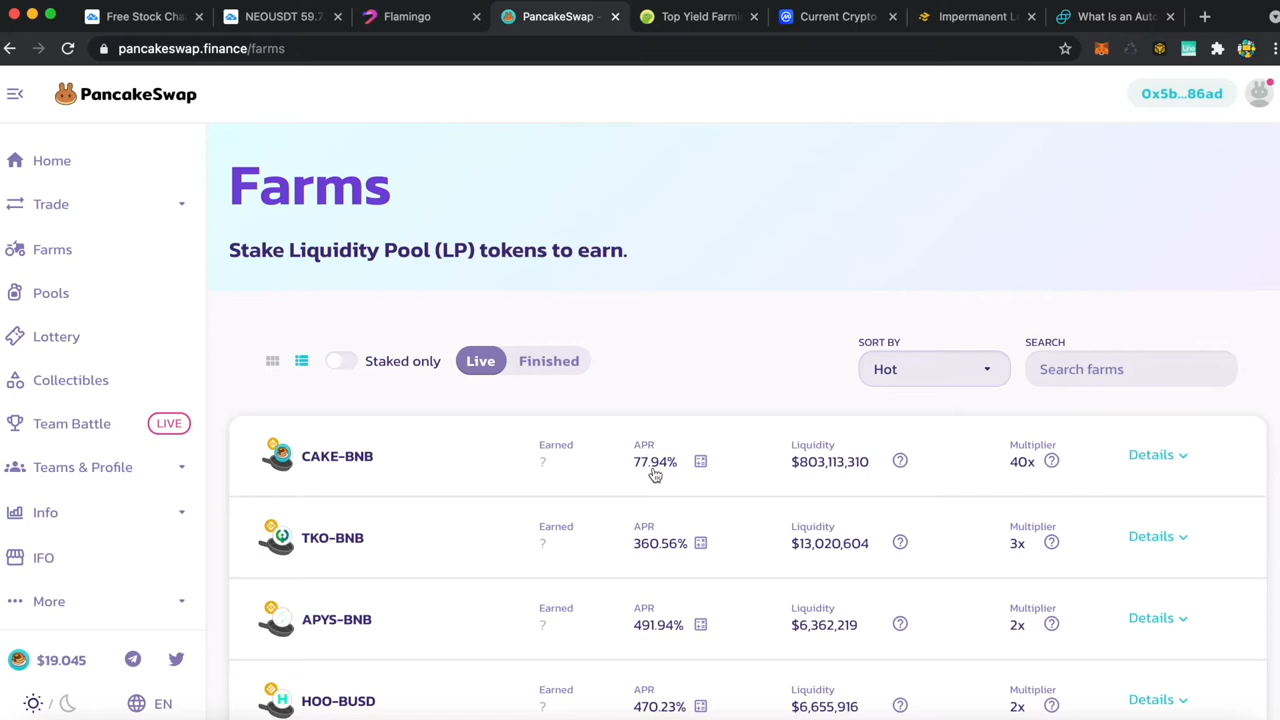 Free Stock Cha
NEOUSDT 59.7
Flamingo
PancakeSwap -
Top Yield Farmi
Current Crypto
Impermanent L
What Is an Auto
pancakeswap.finance/farms
PancakeSwap
0x5b...86ad
Home
Trade
Farms
Pools
Lottery
Collectibles
Team Battle LIVE
Teams & Profile
Info
IFO
More
$19.045
EN
Farms
Stake Liquidity Pool (LP) tokens to earn.
Staked only
Live Finished
SORT BY
Hot
SEARCH
Search farms
CAKE-BNB
Earned
?
APR
77.94%
Liquidity
$803,113,310
Multiplier
40x
Details
TKO-BNB
Earned
?
APR
360.56%
Liquidity
$13,020,604
Multiplier
3x
Details
APYS-BNB
Earned
?
APR
491.94%
Liquidity
$6,362,219
Multiplier
2x
Details
HOO-BUSD
Earned
?
APR
470.23%
Liquidity
$6,655,916
Multiplier
2x
Details